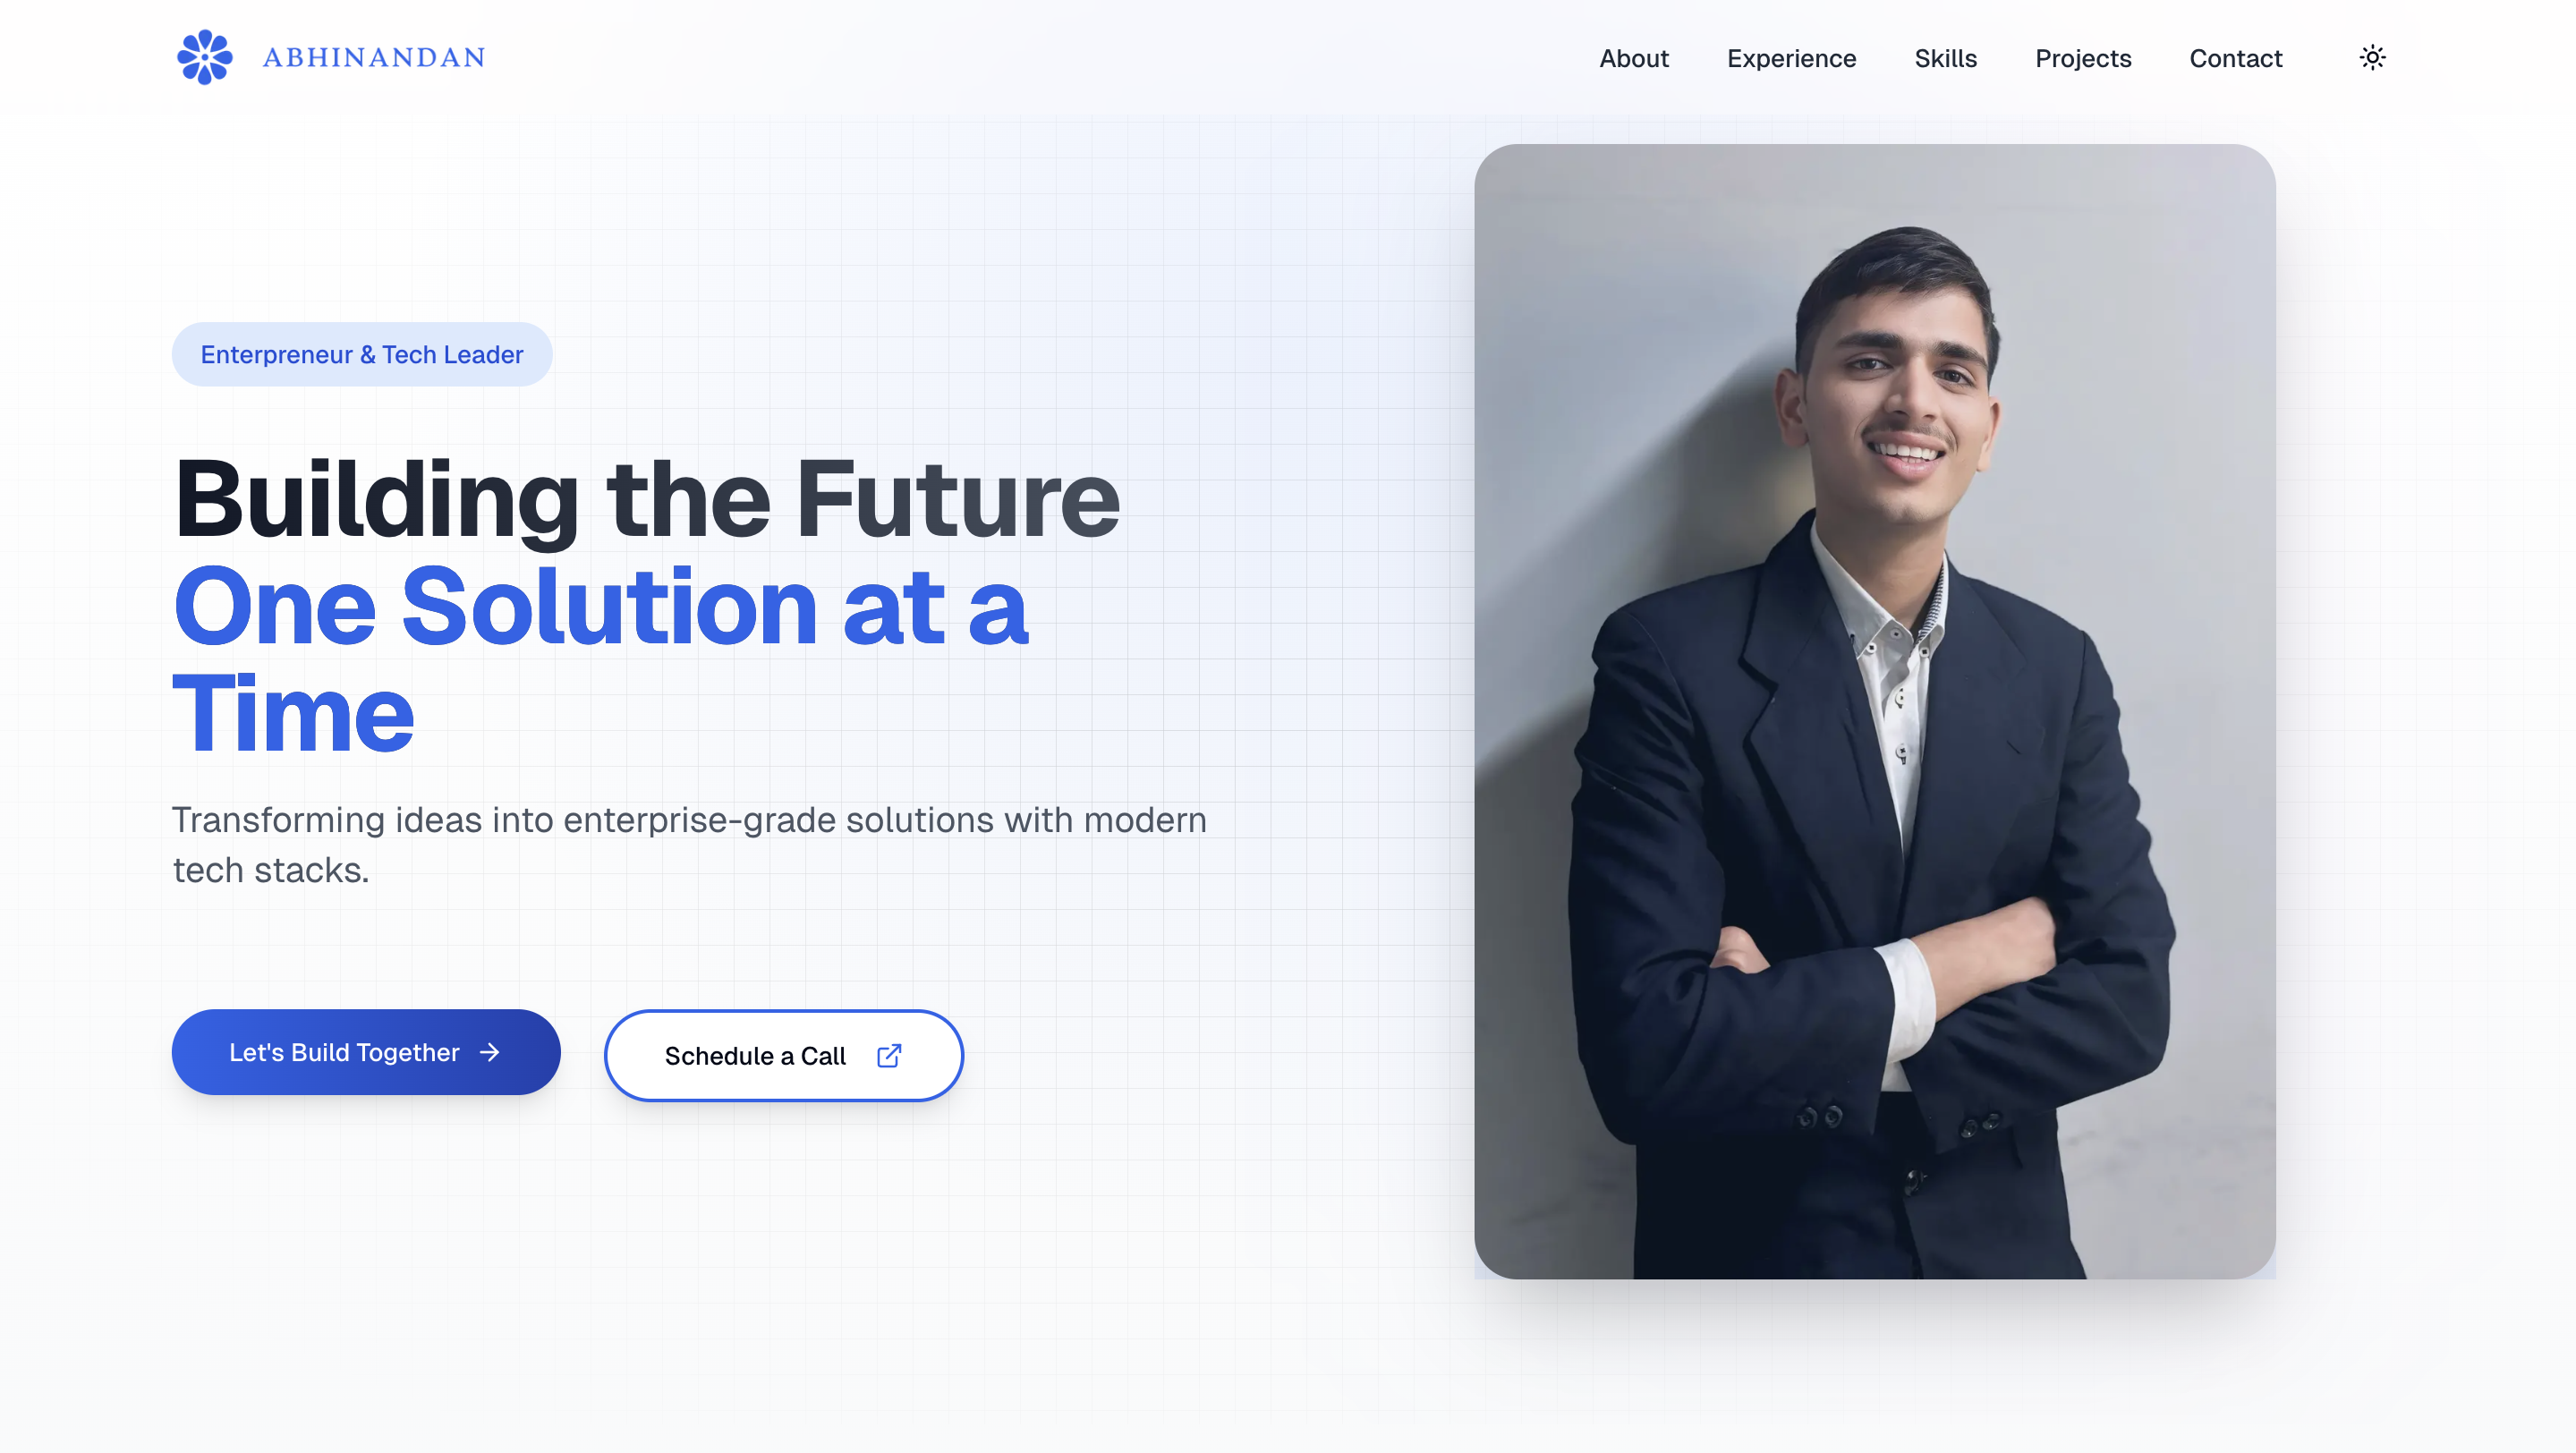 ABHINANDAN
About
Experience
Skills
Projects
Contact
Enterpreneur & Tech Leader
Building the Future
One Solution at a
Time
Transforming ideas into enterprise-grade solutions with modern
tech stacks.
Let's Build Together
Schedule a Call